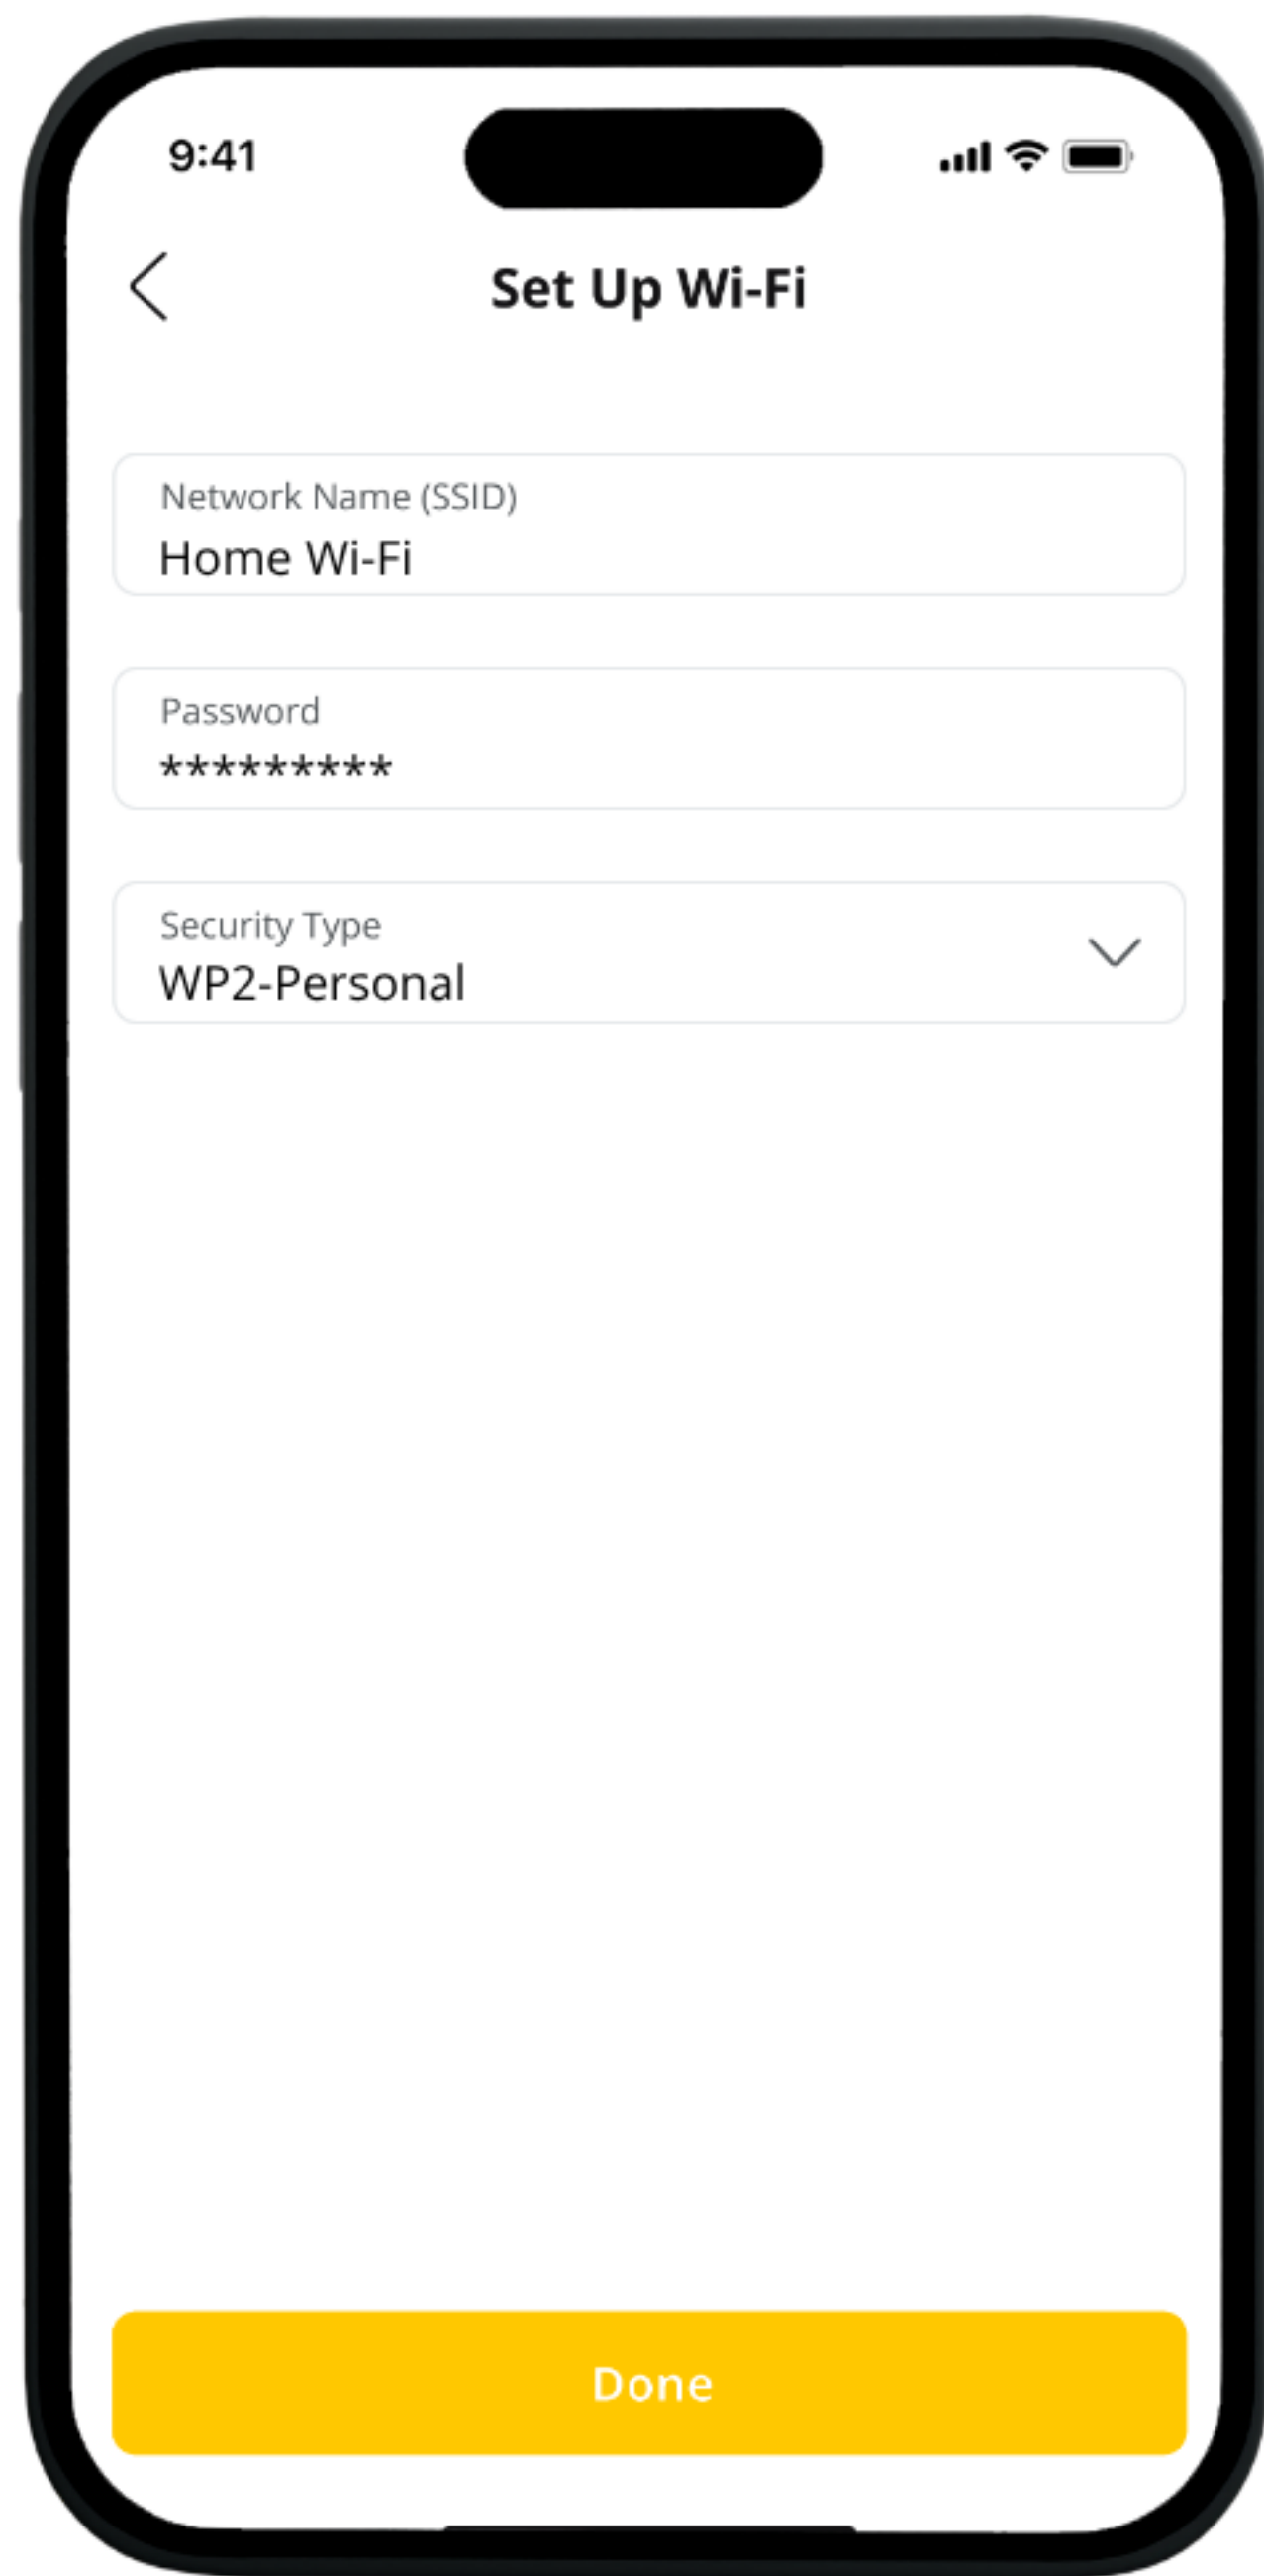 9:41
Set Up Wi-Fi
Network Name (SSID)
Home Wi-Fi
Password
*********
Security Type
WP2-Personal
Done